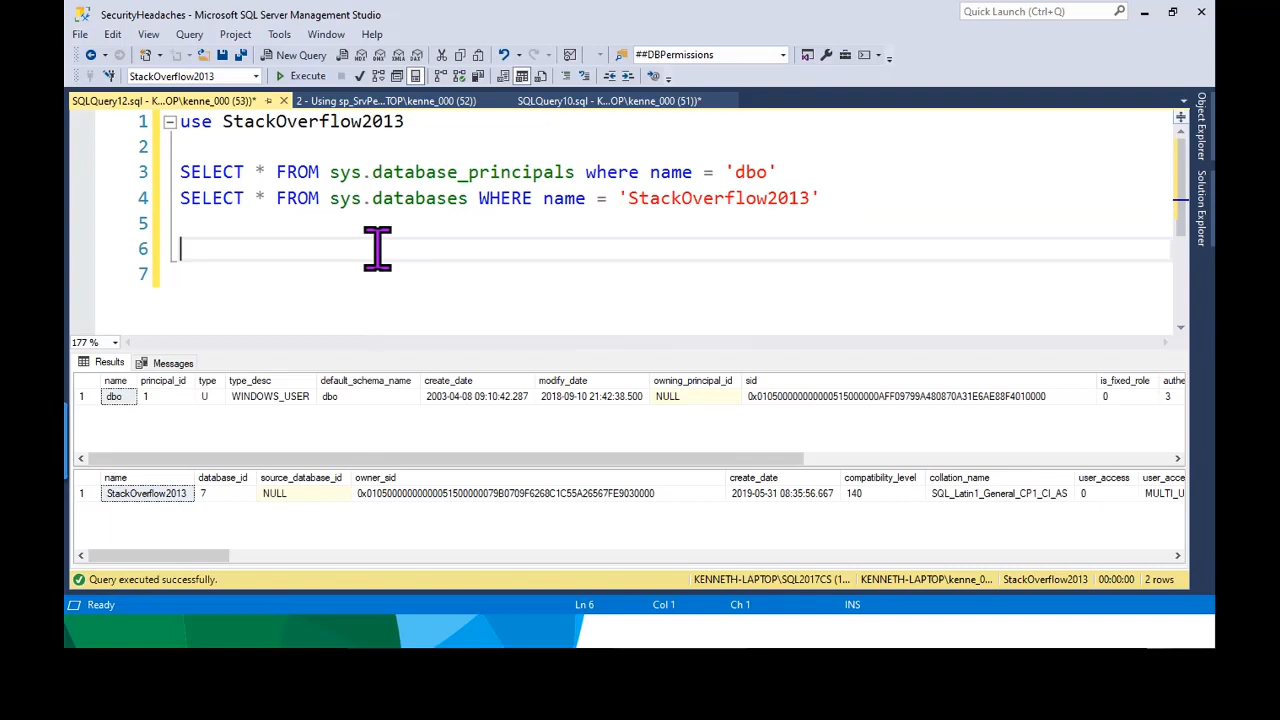 SecurityHeadaches - Microsoft SQL Server Management Studio
Quick Launch (Ctrl+Q)
File Edit View Query Project Tools Window Help
New Query ##DBPermissions
StackOverflow2013 Execute
SQLQuery12.sql - K...OP\kenne_000 (53))* 2 - Using sp_SrvPe...TOP\kenne_000 (52)) SQLQuery10.sql - K...OP\kenne_000 (51))*
Object Explorer
Solution Explorer
1 use StackOverflow2013
2
3 SELECT * FROM sys.database_principals where name = 'dbo'
4 SELECT * FROM sys.databases WHERE name = 'StackOverflow2013'
5
6
7
177 %
Results Messages
name principal_id type type_desc default_schema_name create_date modify_date owning_principal_id sid is_fixed_role authe
1 dbo 1 U WINDOWS_USER dbo 2003-04-08 09:10:42.287 2018-09-10 21:42:38.500 NULL 0x010500000000000515000000AFF09799A480870A31E6AE88F4010000 0 3
name database_id source_database_id owner_sid create_date compatibility_level collation_name user_access user_acce
1 StackOverflow2013 7 NULL 2019-05-31 08:35:56.667 140 SQL_Latin1_General_CP1_CI_AS 0 MULTI_U
Query executed successfully. KENNETH-LAPTOP\SQL2017CS (1... KENNETH-LAPTOP\kenne_0... StackOverflow2013 00:00:00 2 rows
Ready Ln 6 Col 1 Ch 1 INS